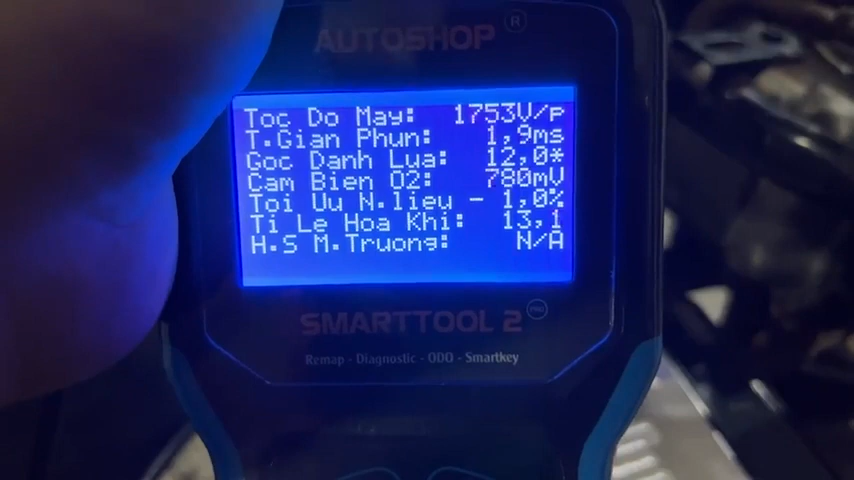 AUTOSHOP ®
Toc Do May: 1753V/p
T.Gian Phun: 1,9ms
Goc Danh Lua: 12,0*
Cam Bien O2: 780mV
Toi Uu N.lieu - 1,0%
Ti Le Hoa Khi: 13,1
H.S M.Truong: N/A
SMARTTOOL 2 PRO
Remap - Diagnostic - ODO - Smartkey